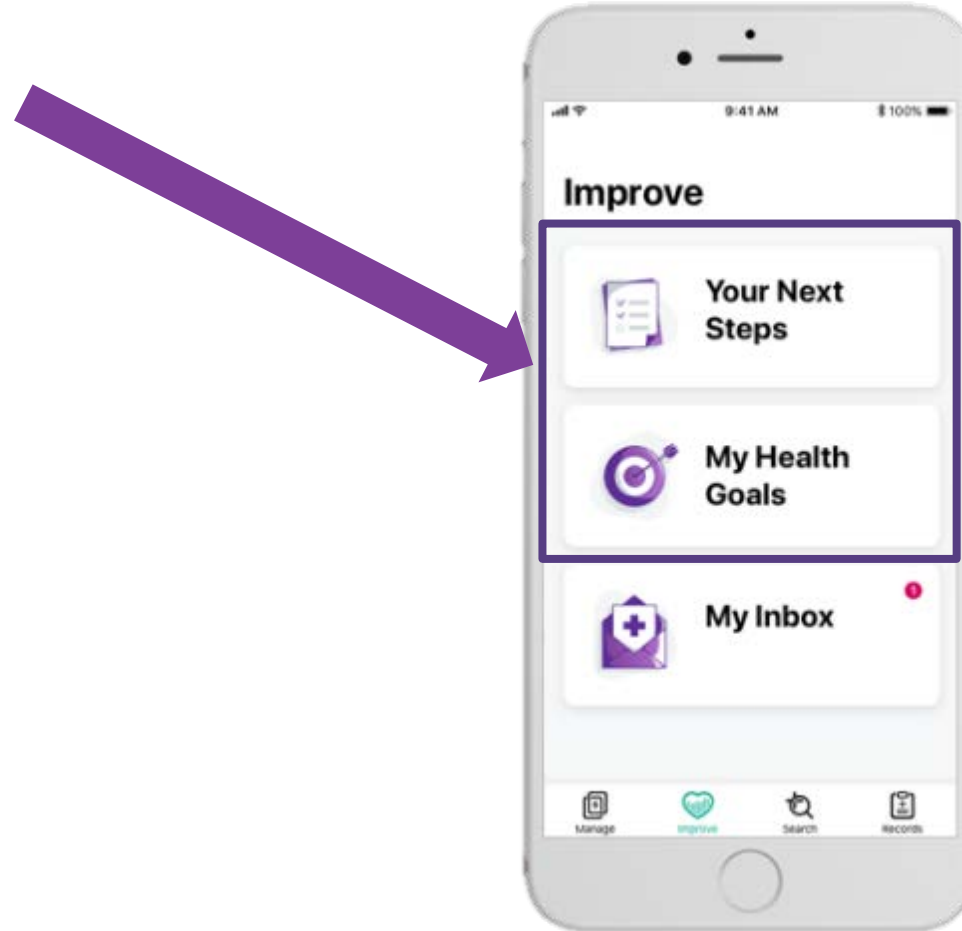 9:41 AM
100%
Improve
Your Next
Steps
My Health
Goals
1
My Inbox
Manage
Improve
Search
Records